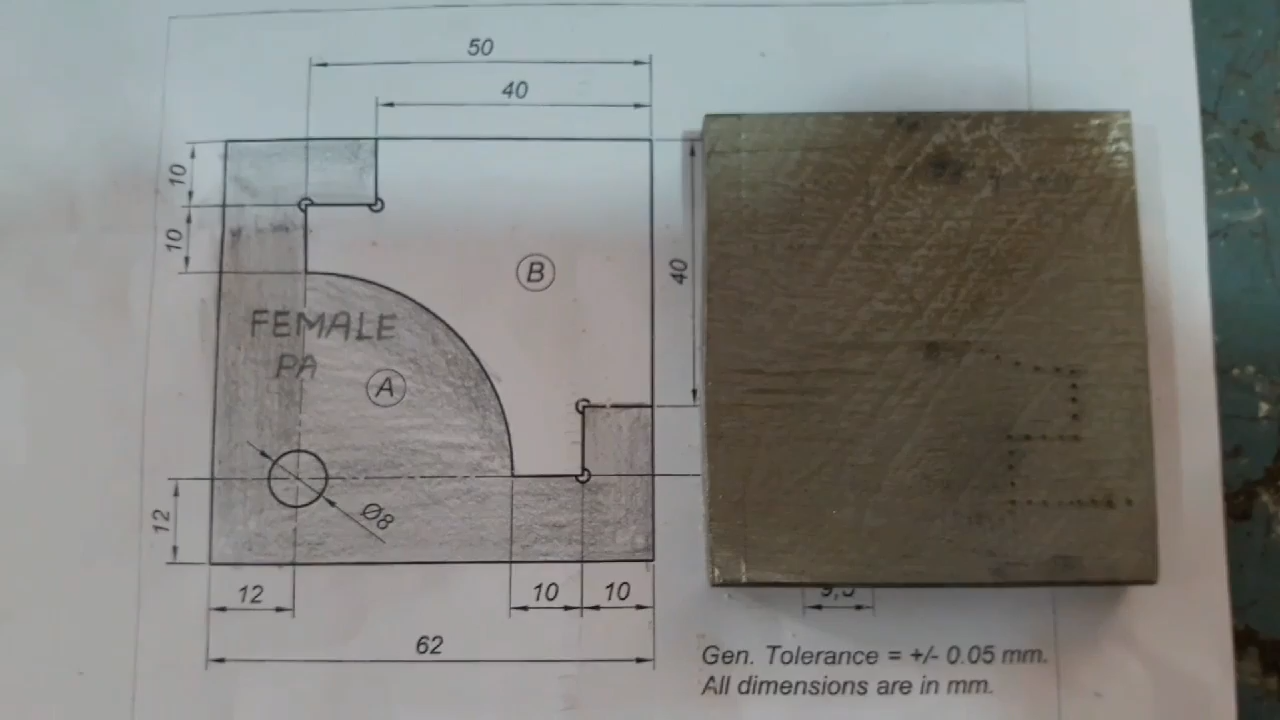 50
40
10
10
B
40
FEMALE
PA
A
Ø8
12
12
10
10
62
Gen. Tolerance = +/- 0.05 mm.
All dimensions are in mm.